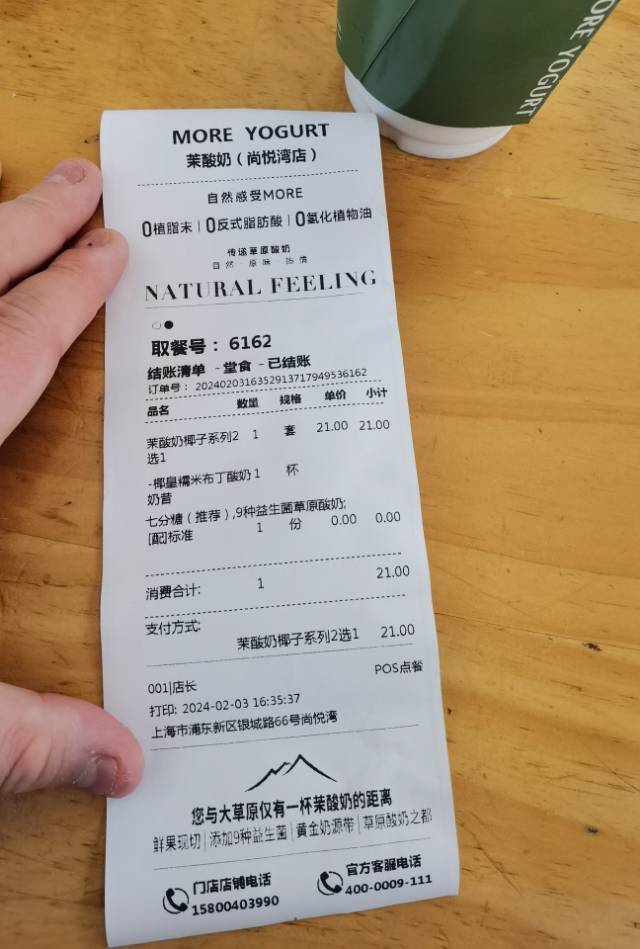 MORE YOGURT
MORE YOGURT
茉酸奶（尚悦湾店）
自然感受MORE
0植脂末 | 0反式脂肪酸 | 0氢化植物油
传递草原酸奶
自然 原味 热情
NATURAL FEELING
取餐号： 6162
结账清单 -堂食 -已结账
订单号： 2024020316352913717949536162
品名 数量 规格 单价 小计
茉酸奶椰子系列2 1 套 21.00 21.00
选1
-椰皇糯米布丁酸奶 1 杯
奶昔
七分糖（推荐）,9种益生菌草原酸奶;
[配]标准 1 份 0.00 0.00
消费合计: 1 21.00
支付方式:
茉酸奶椰子系列2选1 21.00
001|店长 POS点餐
打印: 2024-02-03 16:35:37
上海市浦东新区银城路66号尚悦湾
您与大草原仅有一杯茉酸奶的距离
鲜果现切 | 添加9种益生菌 | 黄金奶源带 | 草原酸奶之都
门店店铺电话
15800403990
官方客服电话
400-0009-111